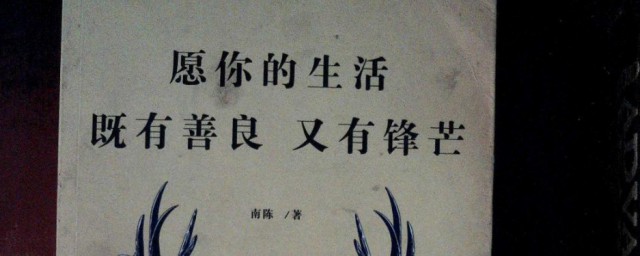 愿你的生活
既有善良 又有锋芒
南陈 /著